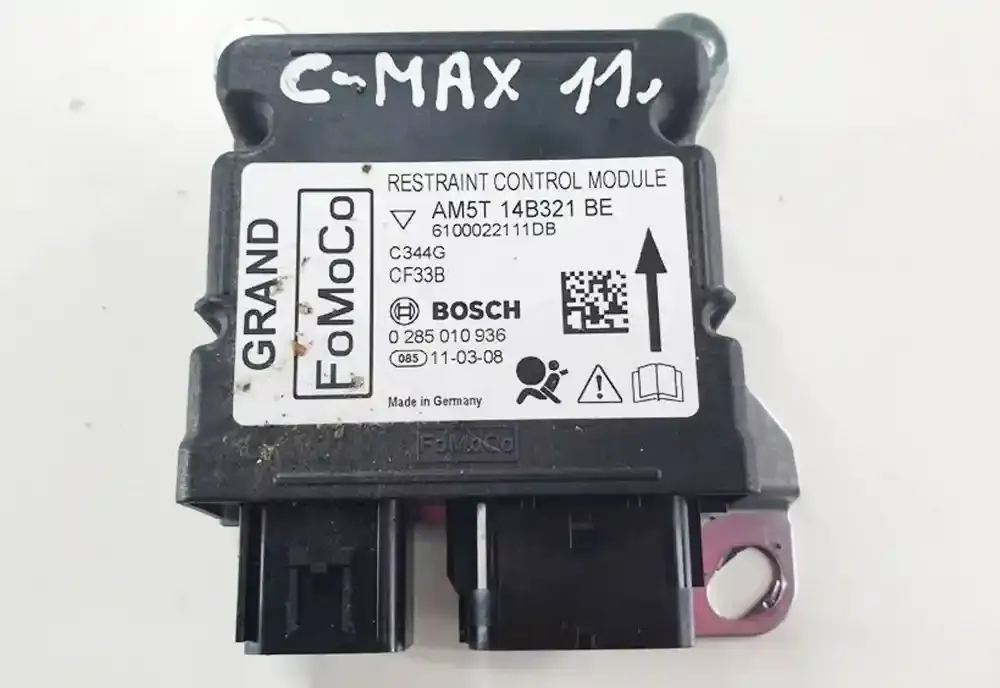 C-MAX 11.
GRAND
FoMoCo
RESTRAINT CONTROL MODULE
AM5T 14B321 BE
6100022111DB
C344G
CF33B
BOSCH
0 285 010 936
085 11-03-08
Made in Germany
FoMoCo